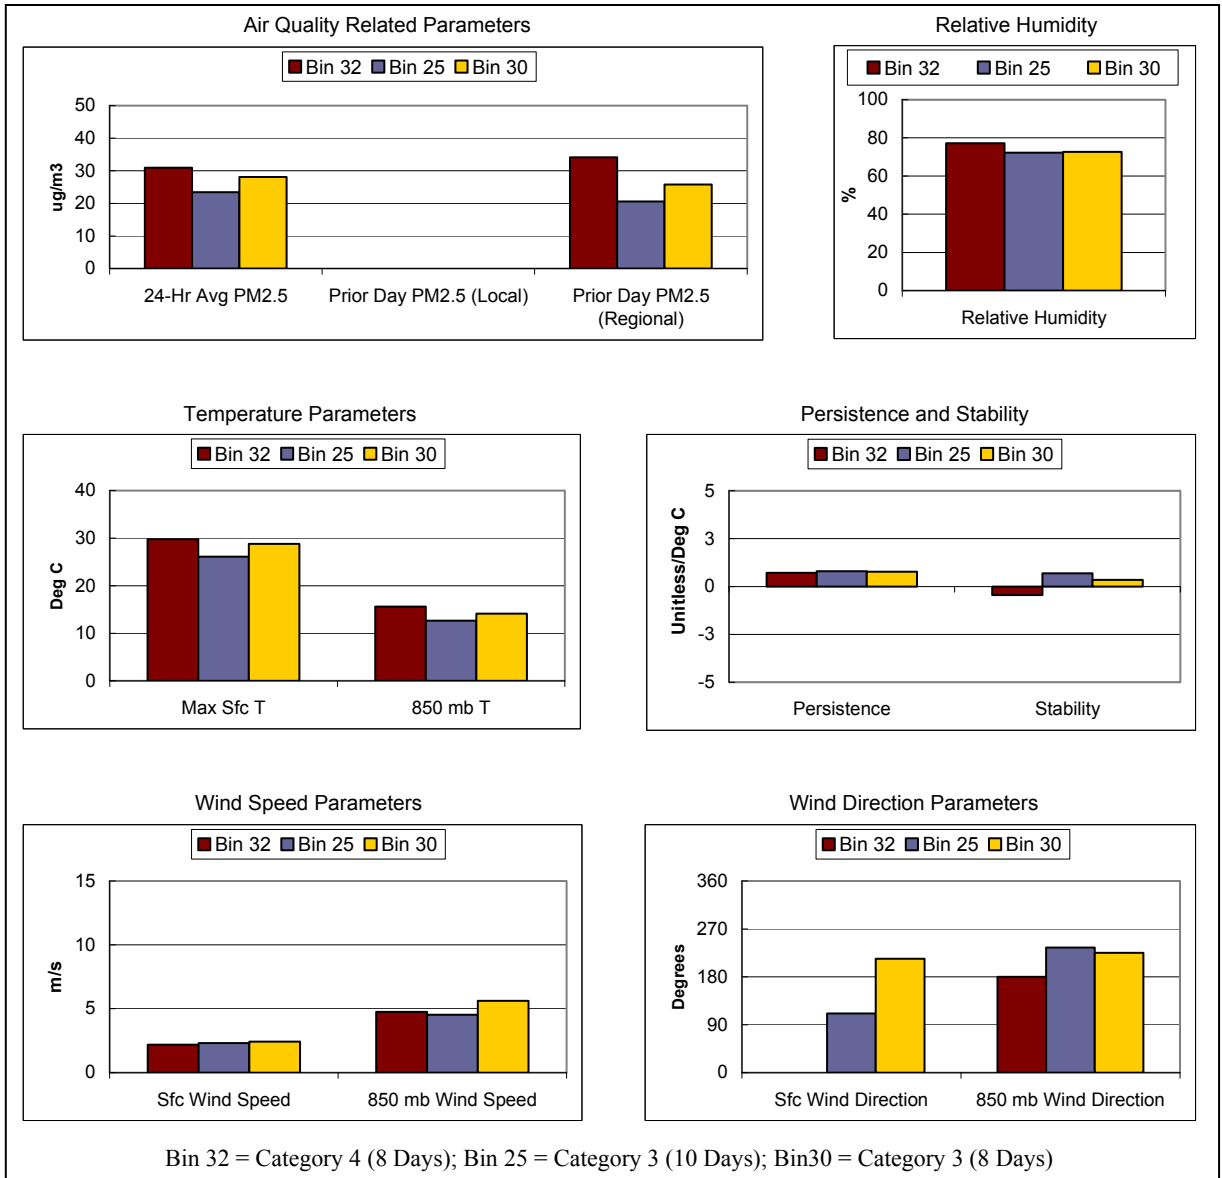 Air Quality Related Parameters
Bin 32 Bin 25 Bin 30
ug/m3
50
40
30
20
10
0
24-Hr Avg PM2.5 Prior Day PM2.5 (Local) Prior Day PM2.5
(Regional)
Relative Humidity
Bin 32 Bin 25 Bin 30
%
100
80
60
40
20
0
Relative Humidity
Temperature Parameters
Bin 32 Bin 25 Bin 30
Deg C
40
30
20
10
0
Max Sfc T 850 mb T
Persistence and Stability
Bin 32 Bin 25 Bin 30
Unitless/Deg C
5
3
0
-3
-5
Persistence Stability
Wind Speed Parameters
Bin 32 Bin 25 Bin 30
m/s
15
10
5
0
Sfc Wind Speed 850 mb Wind Speed
Wind Direction Parameters
Bin 32 Bin 25 Bin 30
Degrees
360
270
180
90
0
Sfc Wind Direction 850 mb Wind Direction
Bin 32 = Category 4 (8 Days); Bin 25 = Category 3 (10 Days); Bin30 = Category 3 (8 Days)